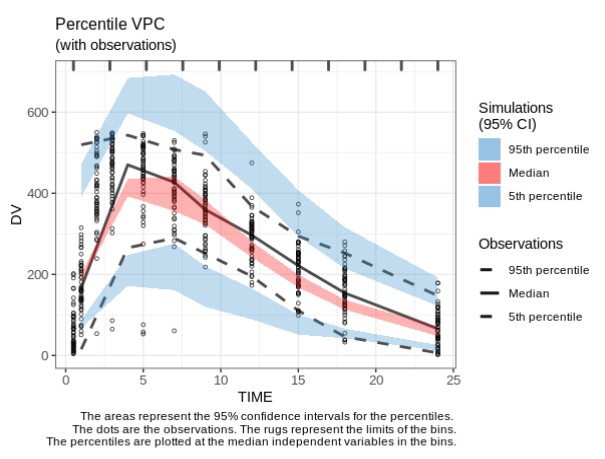 Percentile VPC
(with observations)
600
400
200
0
DV
0
5
10
15
20
25
TIME
Simulations
(95% CI)
95th percentile
Median
5th percentile
Observations
95th percentile
Median
5th percentile
The areas represent the 95% confidence intervals for the percentiles.
The dots are the observations. The rugs represent the limits of the bins.
The percentiles are plotted at the median independent variables in the bins.